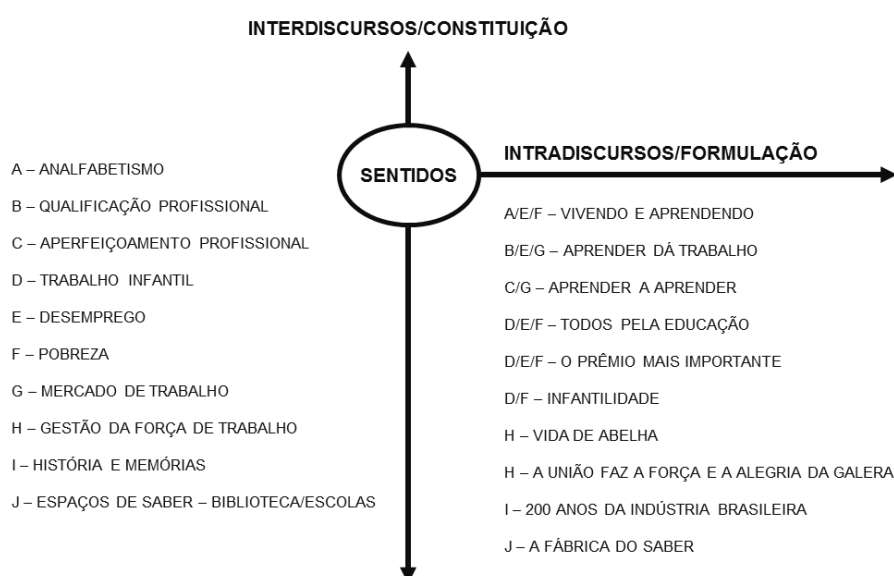 INTERDISCURSOS/CONSTITUIÇÃO
SENTIDOS
A – ANALFABETISMO
B – QUALIFICAÇÃO PROFISSIONAL
C – APERFEIÇOAMENTO PROFISSIONAL
D – TRABALHO INFANTIL
E – DESEMPREGO
F – POBREZA
G – MERCADO DE TRABALHO
H – GESTÃO DA FORÇA DE TRABALHO
I – HISTÓRIA E MEMÓRIAS
J – ESPAÇOS DE SABER – BIBLIOTECA/ESCOLAS
INTRADISCURSOS/FORMULAÇÃO
A/E/F – VIVENDO E APRENDENDO
B/E/G – APRENDER DÁ TRABALHO
C/G – APRENDER A APRENDER
D/E/F – TODOS PELA EDUCAÇÃO
D/E/F – O PRÊMIO MAIS IMPORTANTE
D/F – INFANTILIDADE
H – VIDA DE ABELHA
H – A UNIÃO FAZ A FORÇA E A ALEGRIA DA GALERA
I – 200 ANOS DA INDÚSTRIA BRASILEIRA
J – A FÁBRICA DO SABER